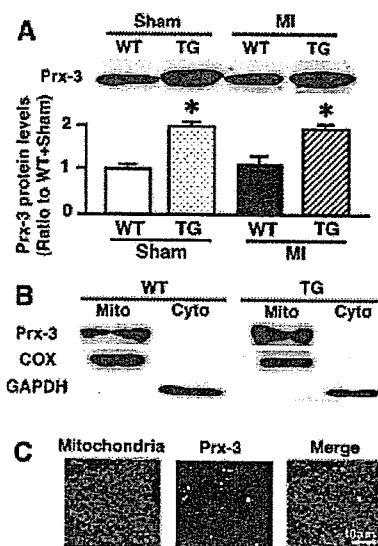 A
Sham MI
WT TG WT TG
Prx-3
Prx-3 protein levels
(Ratio to WT+Sham)
2
1
0
* *
WT TG WT TG
Sham MI
B
WT TG
Mito Cyto Mito Cyto
Prx-3
COX
GAPDH
C
Mitochondria Prx-3 Merge
10µm